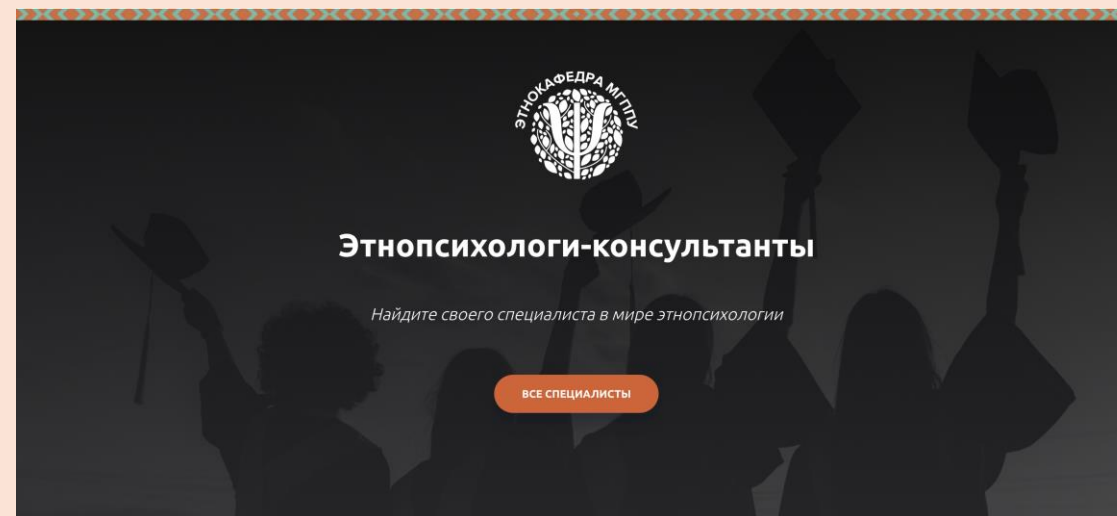 ЭТНОКАФЕДРА МГППУ
Этнопсихологи-консультанты
Найдите своего специалиста в мире этнопсихологии
ВСЕ СПЕЦИАЛИСТЫ